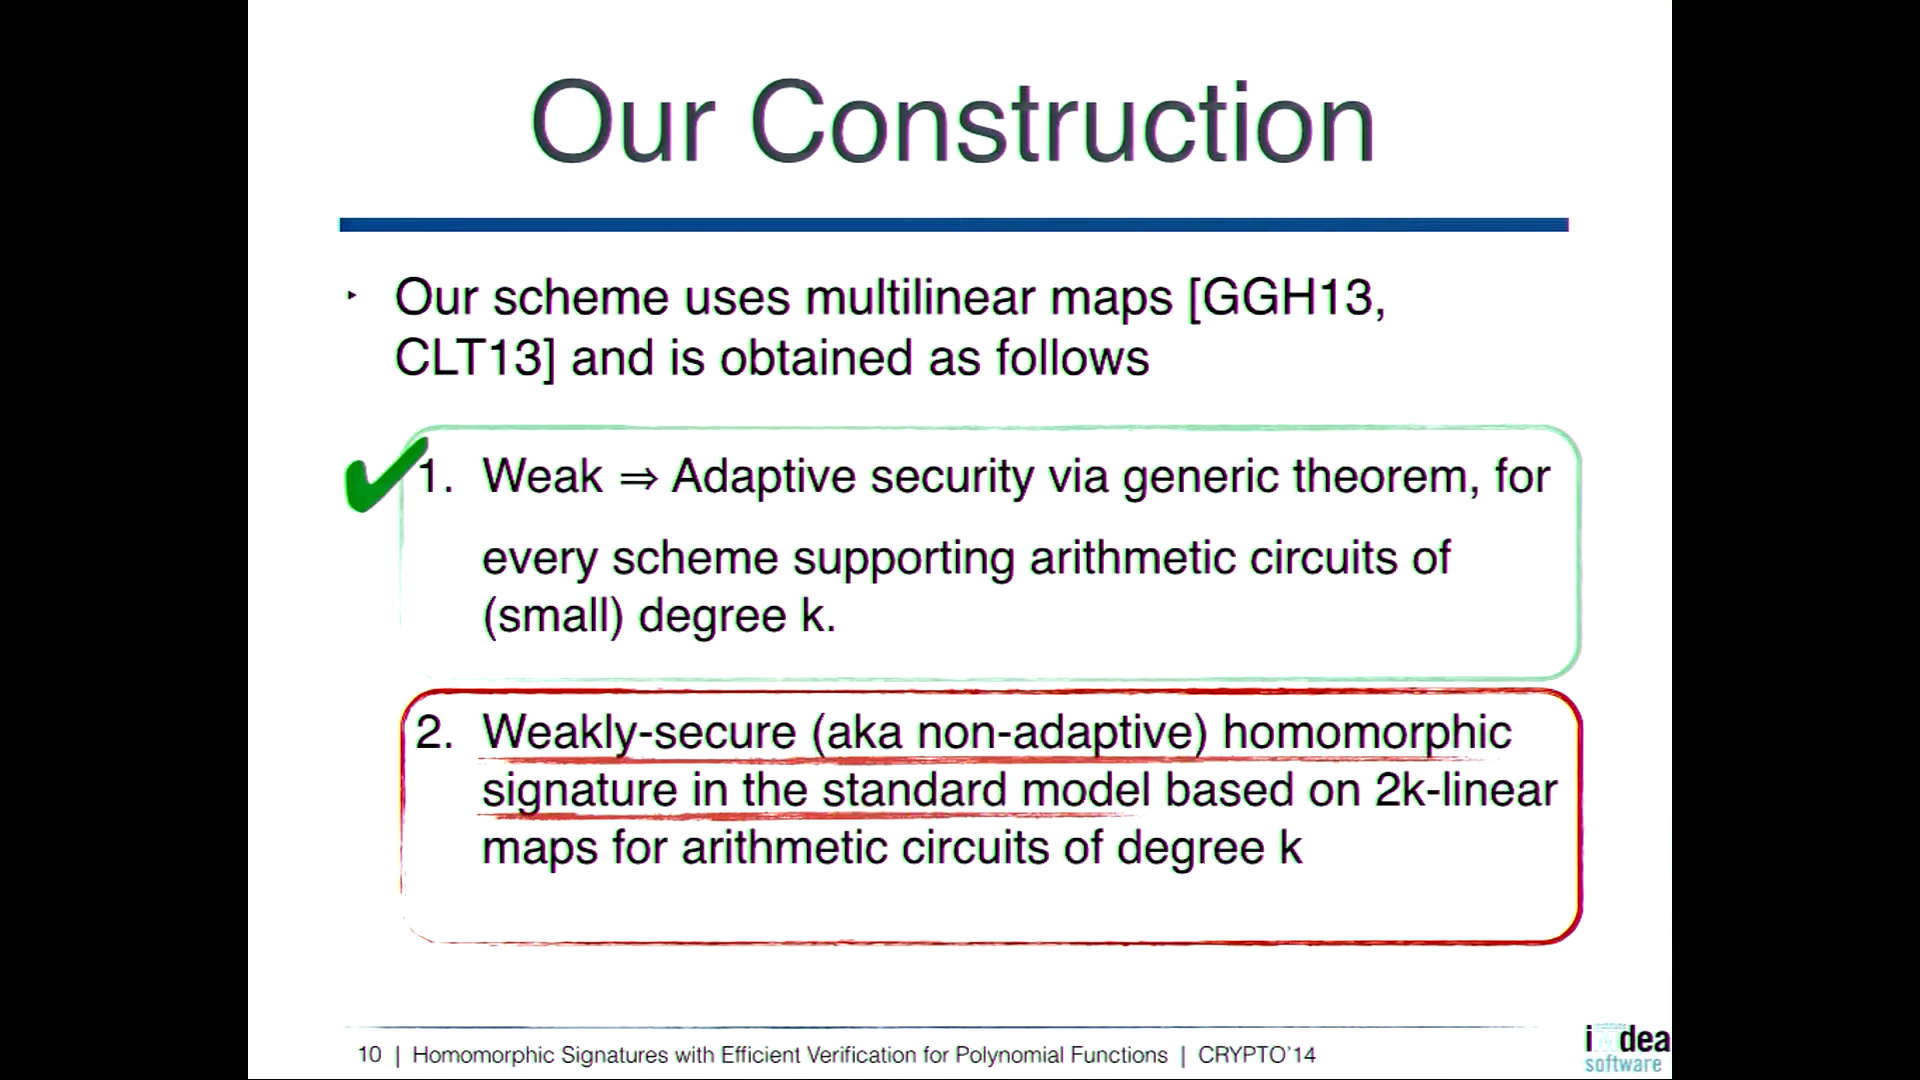 Our Construction
‣ Our scheme uses multilinear maps [GGH13,
CLT13] and is obtained as follows
1. Weak ⇒ Adaptive security via generic theorem, for
every scheme supporting arithmetic circuits of
(small) degree k.
2. Weakly-secure (aka non-adaptive) homomorphic
signature in the standard model based on 2k-linear
maps for arithmetic circuits of degree k
10 | Homomorphic Signatures with Efficient Verification for Polynomial Functions | CRYPTO'14
software